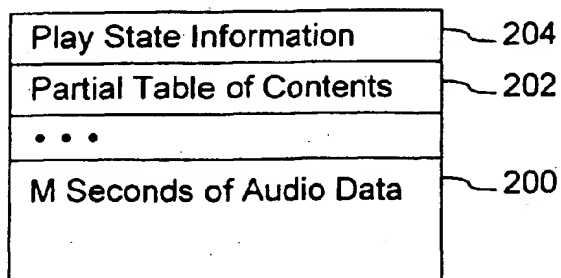 Play State Information 204
Partial Table of Contents 202
• • •
M Seconds of Audio Data 200